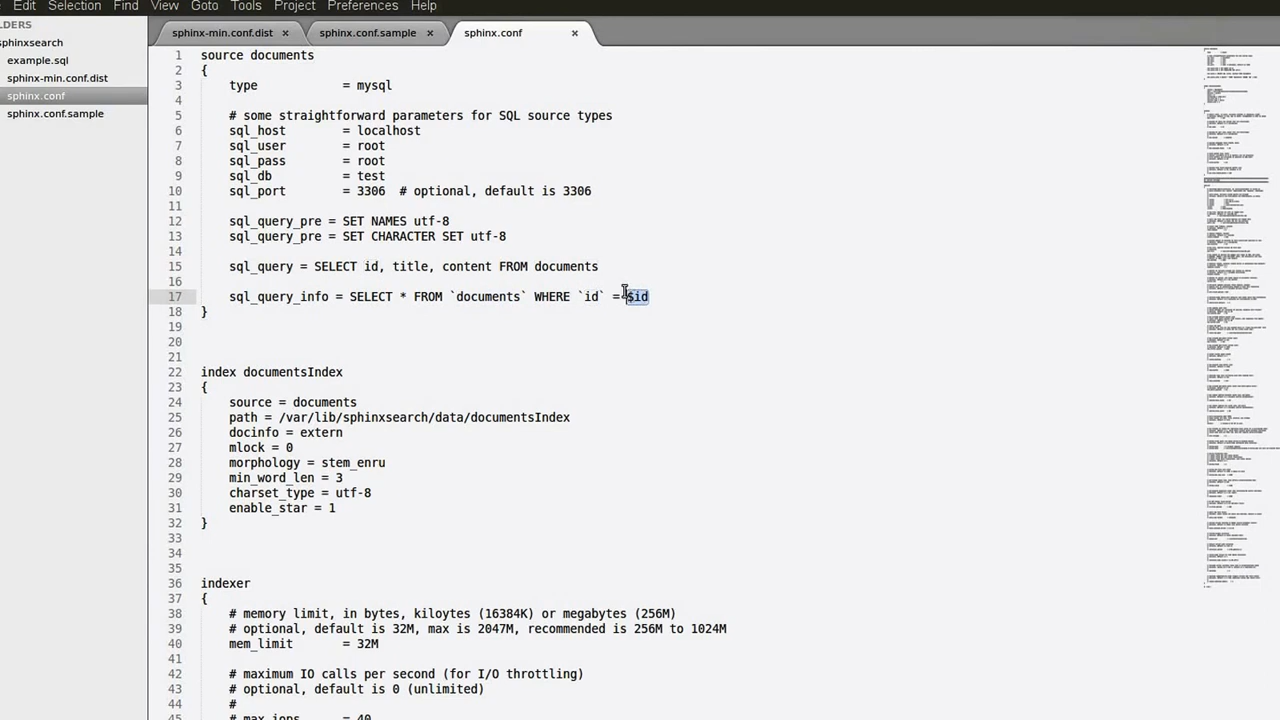 Edit Selection Find View Goto Tools Project Preferences Help
LDERS
sphinxsearch
example.sql
sphinx-min.conf.dist
sphinx.conf
sphinx.conf.sample
sphinx-min.conf.dist × sphinx.conf.sample × sphinx.conf ×
1 source documents
2 {
3 type = mysql
4
5 # some straightforward parameters for SQL source types
6 sql_host = localhost
7 sql_user = root
8 sql_pass = root
9 sql_db = test
10 sql_port = 3306 # optional, default is 3306
11
12 sql_query_pre = SET NAMES utf-8
13 sql_query_pre = SET CHARACTER SET utf-8
14
15 sql_query = SELECT id, title, content FROM documents
16
17 sql_query_info = SELECT * FROM `documents` WHERE `id` = $id
18 }
19
20
21
22 index documentsIndex
23 {
24 source = documents
25 path = /var/lib/sphinxsearch/data/documentsIndex
26 docinfo = extern
27 mlock = 0
28 morphology = stem_enru
29 min_word_len = 3
30 charset_type = utf-8
31 enable_star = 1
32 }
33
34
35
36 indexer
37 {
38 # memory limit, in bytes, kiloytes (16384K) or megabytes (256M)
39 # optional, default is 32M, max is 2047M, recommended is 256M to 1024M
40 mem_limit = 32M
41
42 # maximum IO calls per second (for I/O throttling)
43 # optional, default is 0 (unlimited)
44 #
45 # max_iops = 40